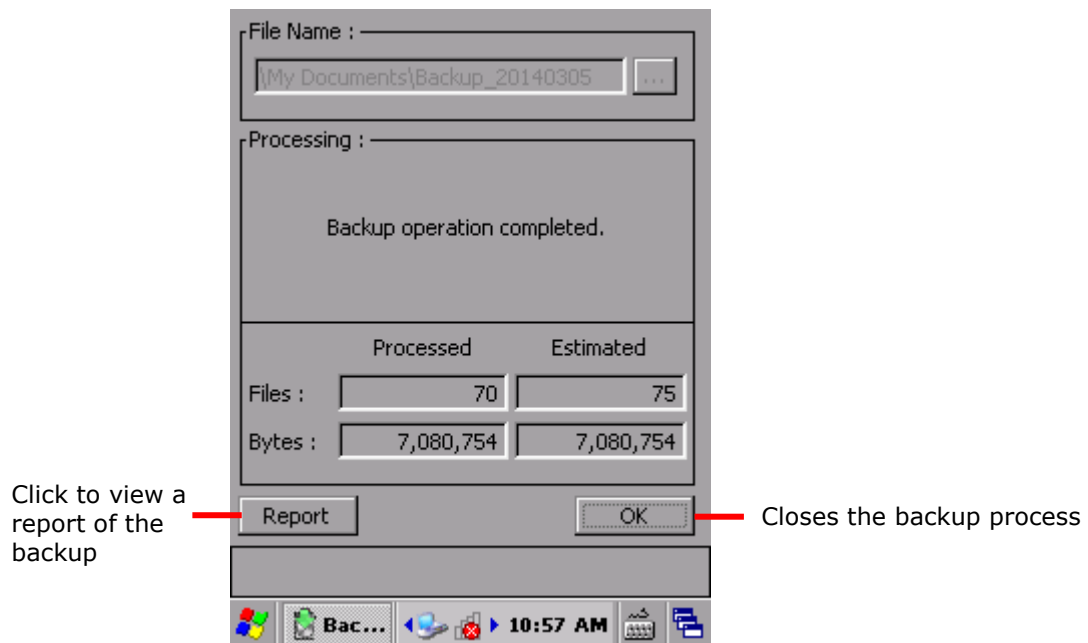 File Name :
\My Documents\Backup_20140305 ...
Processing :
Backup operation completed.
Processed Estimated
Files : 70 75
Bytes : 7,080,754 7,080,754
Click to view a
report of the
backup
Report OK
Closes the backup process
Bac... 10:57 AM